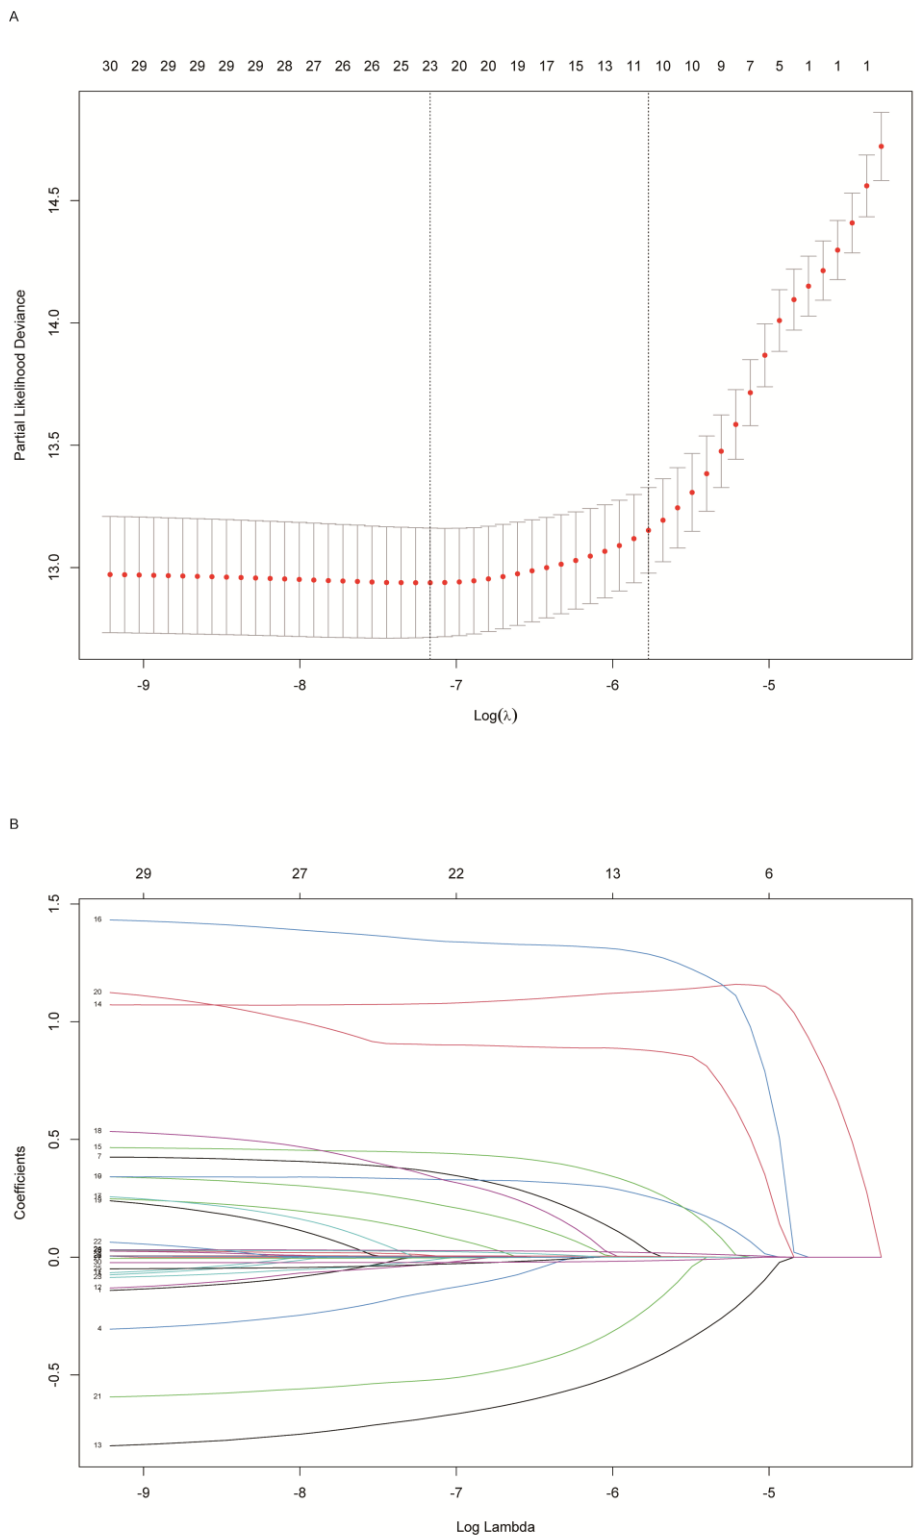 A
30 29 29 29 29 29 28 27 26 26 25 23 20 20 19 17 15 13 11 10 10 9 7 5 1 1 1
14.5
14.0
13.5
13.0
Partial Likelihood Deviance
-9 -8 -7 -6 -5
Log(λ)
B
29 27 22 13 6
1.5
1.0
0.5
0.0
-0.5
Coefficients
16
20
14
18
15
7
22
4
21
13
-9 -8 -7 -6 -5
Log Lambda